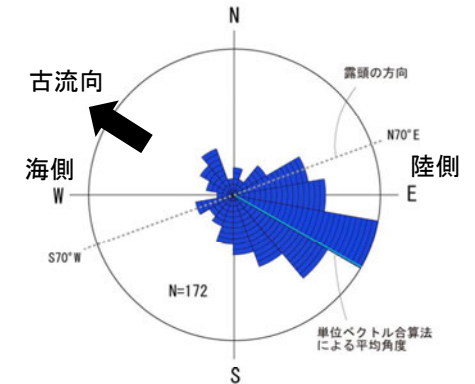 N
古流向
露頭の方向
N70°E
海側
陸側
W
E
S70°W
N=172
単位ベクトル合算法
による平均角度
S